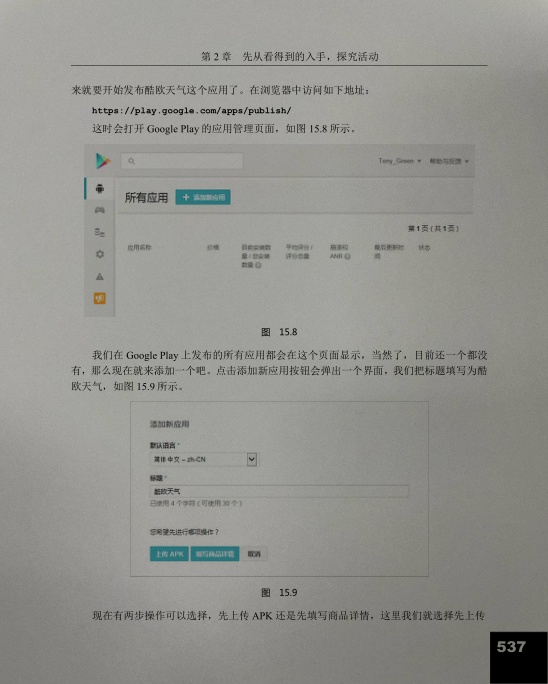 第 2 章　先从看得到的入手，探究活动
来就要开始发布酷欧天气这个应用了。在浏览器中访问如下地址：
https://play.google.com/apps/publish/
这时会打开 Google Play 的应用管理页面，如图 15.8 所示。
Tony_Green 帮助与反馈
所有应用 + 添加新应用
第 1 页 ( 共 1 页 )
应用名称 价格 目前安装数 平均评分 / 崩溃和 最后更新时 状态
量 / 总安装 评分总量 ANR 间
数量
图 15.8
我们在 Google Play 上发布的所有应用都会在这个页面显示，当然了，目前还一个都没
有，那么现在就来添加一个吧。点击添加新应用按钮会弹出一个界面，我们把标题填写为酷
欧天气，如图 15.9 所示。
添加新应用
默认语言 *
简体中文 – zh-CN
标题 *
酷欧天气
已使用 4 个字符（可使用 30 个）
您希望先进行哪项操作？
上传 APK 填写商品详情 取消
图 15.9
现在有两步操作可以选择，先上传 APK 还是先填写商品详情，这里我们就选择先上传
537